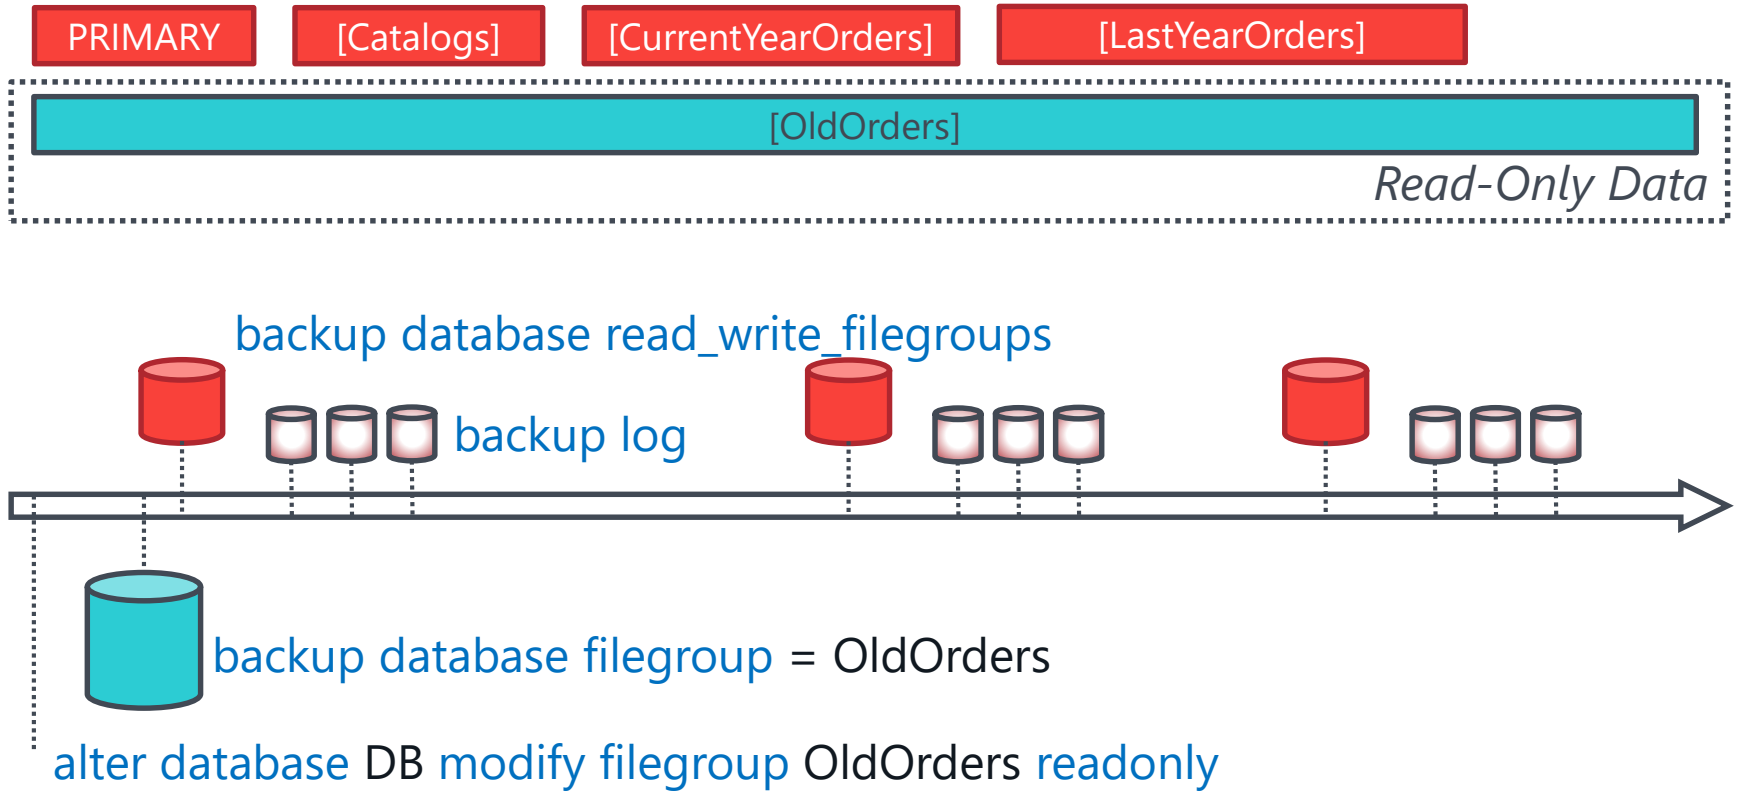 PRIMARY [Catalogs] [CurrentYearOrders] [LastYearOrders]
[OldOrders]
Read-Only Data
backup database read_write_filegroups
backup log
backup database filegroup = OldOrders
alter database DB modify filegroup OldOrders readonly